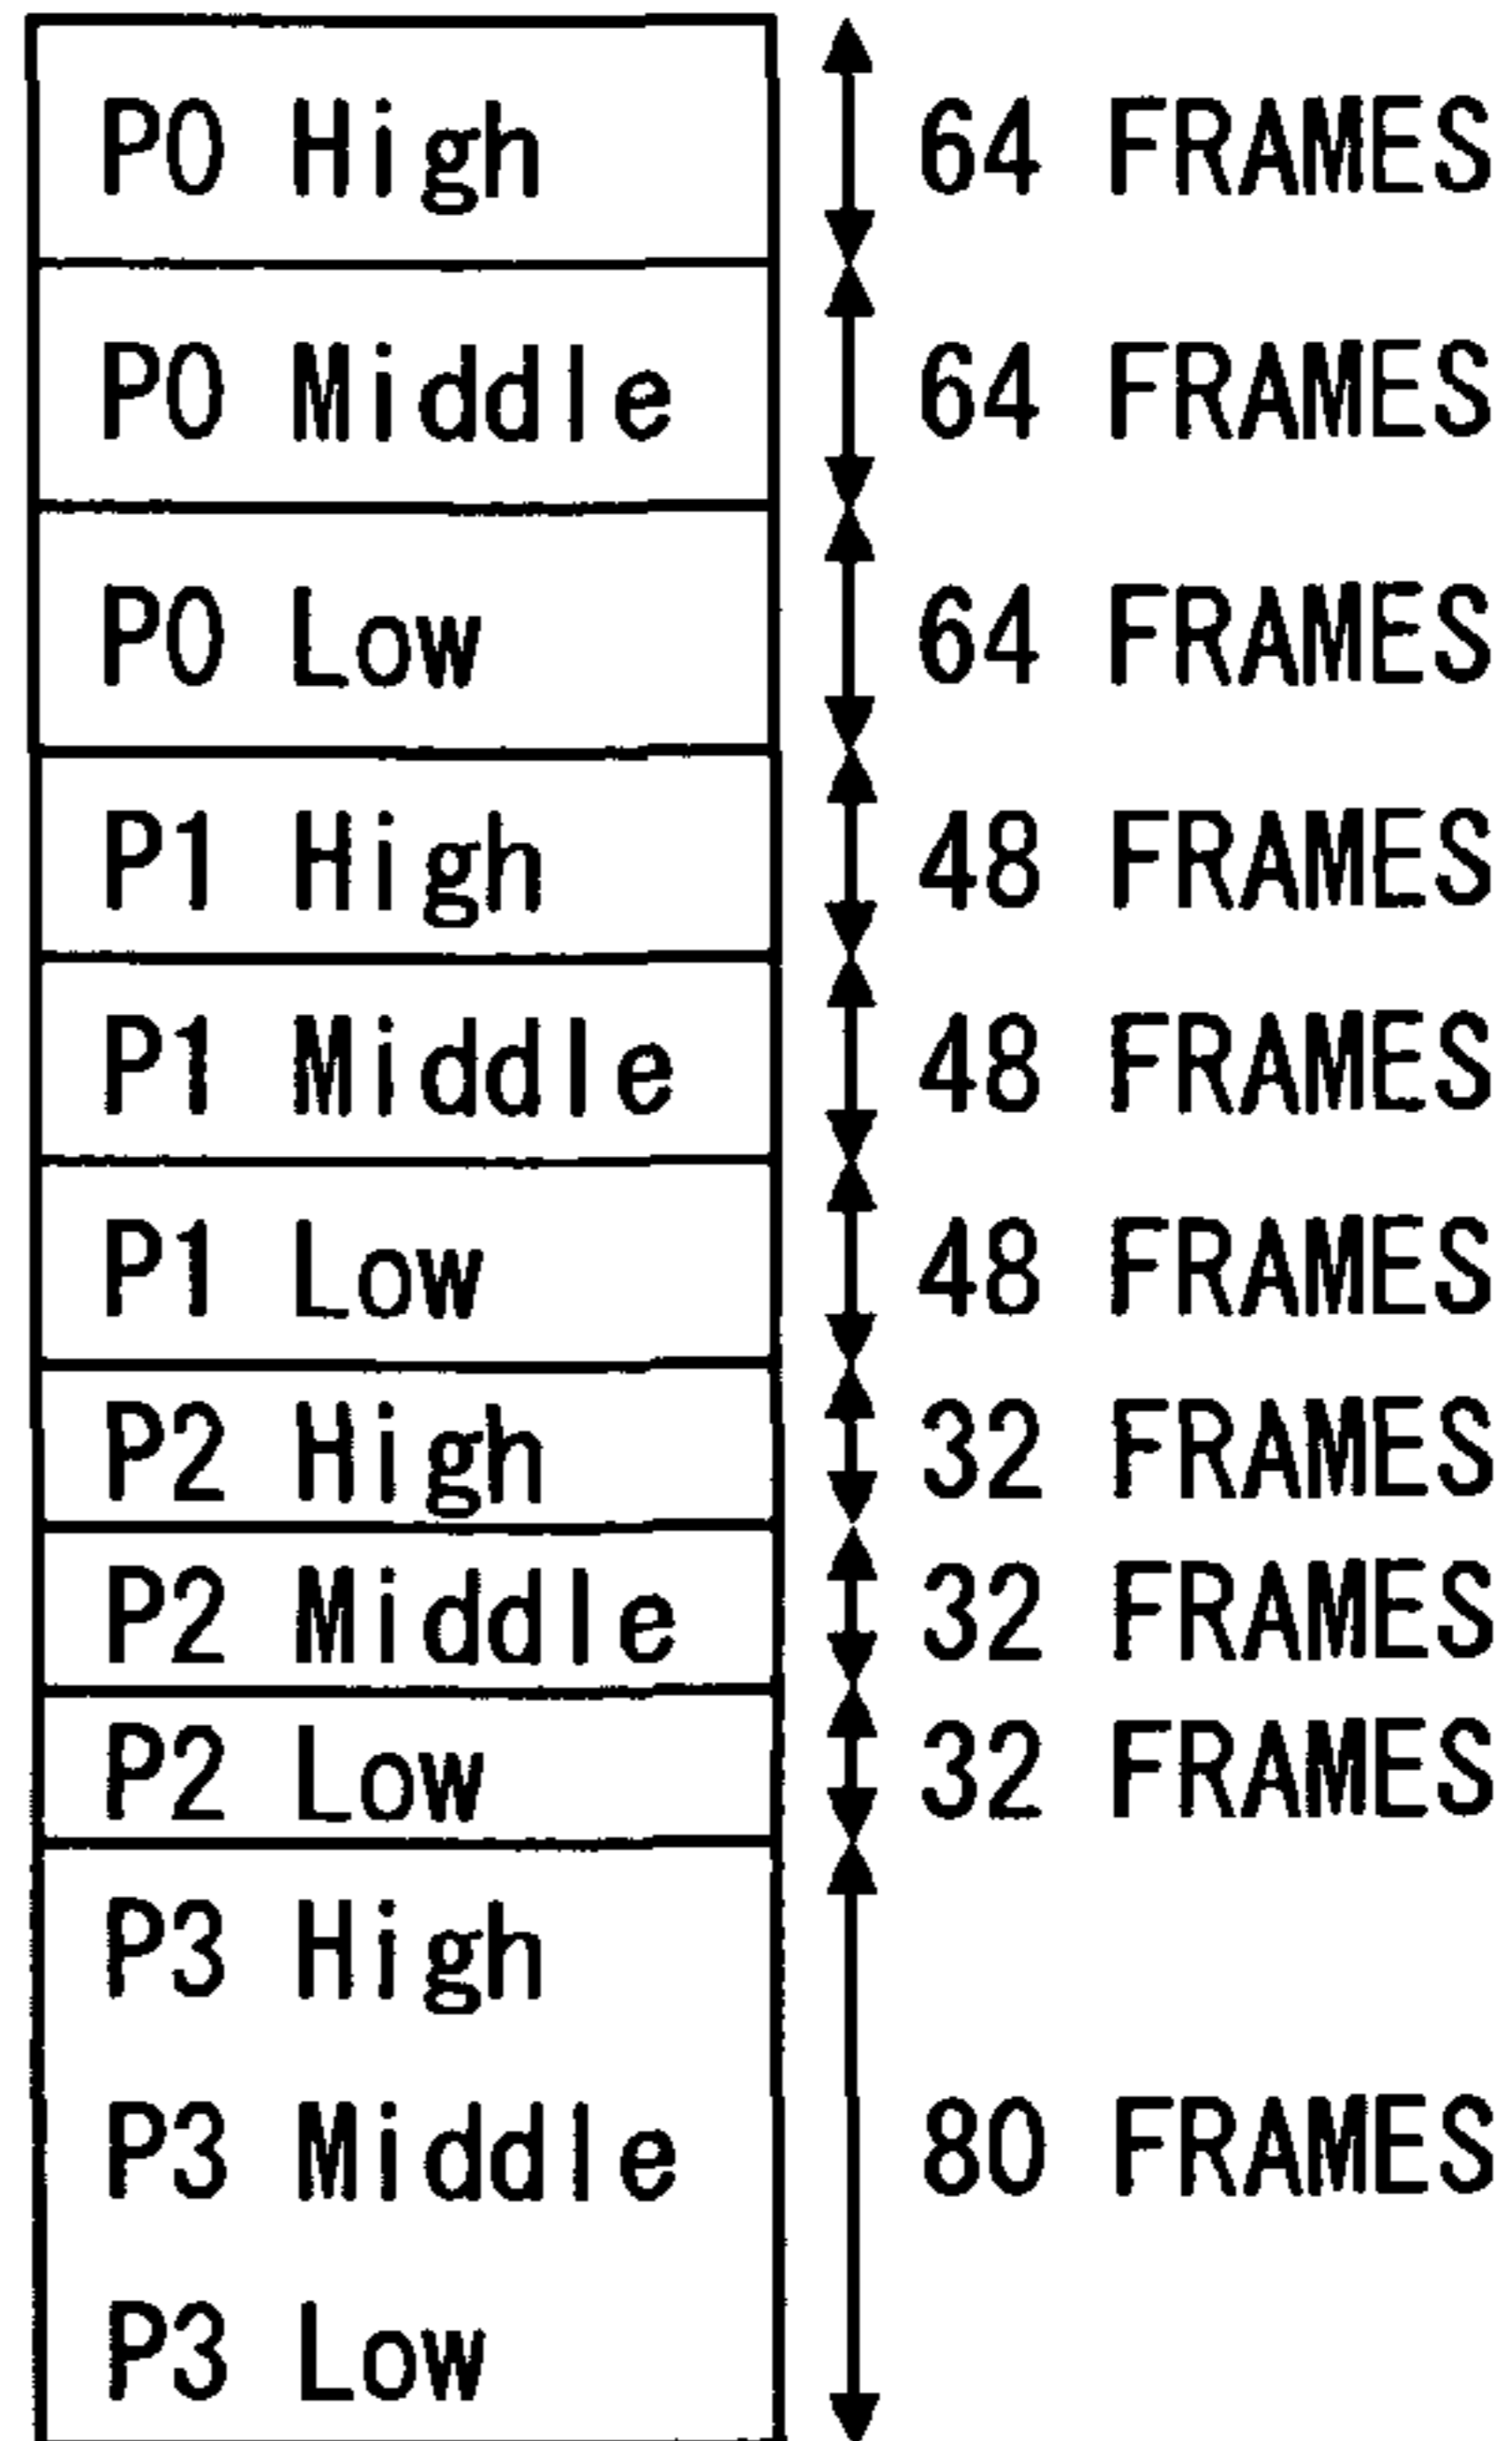 P0 High 64 FRAMES
P0 Middle 64 FRAMES
P0 Low 64 FRAMES
P1 High 48 FRAMES
P1 Middle 48 FRAMES
P1 Low 48 FRAMES
P2 High 32 FRAMES
P2 Middle 32 FRAMES
P2 Low 32 FRAMES
P3 High
P3 Middle 80 FRAMES
P3 Low